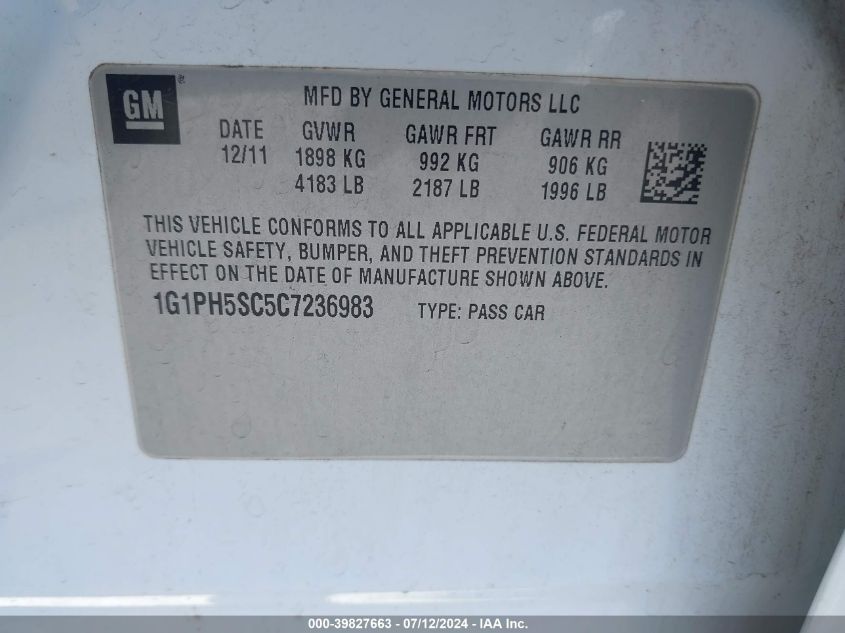 GM®
MFD BY GENERAL MOTORS LLC
DATE GVWR GAWR FRT GAWR RR
12/11 1898 KG 992 KG 906 KG
4183 LB 2187 LB 1996 LB
THIS VEHICLE CONFORMS TO ALL APPLICABLE U.S. FEDERAL MOTOR
VEHICLE SAFETY, BUMPER, AND THEFT PREVENTION STANDARDS IN
EFFECT ON THE DATE OF MANUFACTURE SHOWN ABOVE.
1G1PH5SC5C7236983 TYPE: PASS CAR
000-39827663 - 07/12/2024 - IAA Inc.